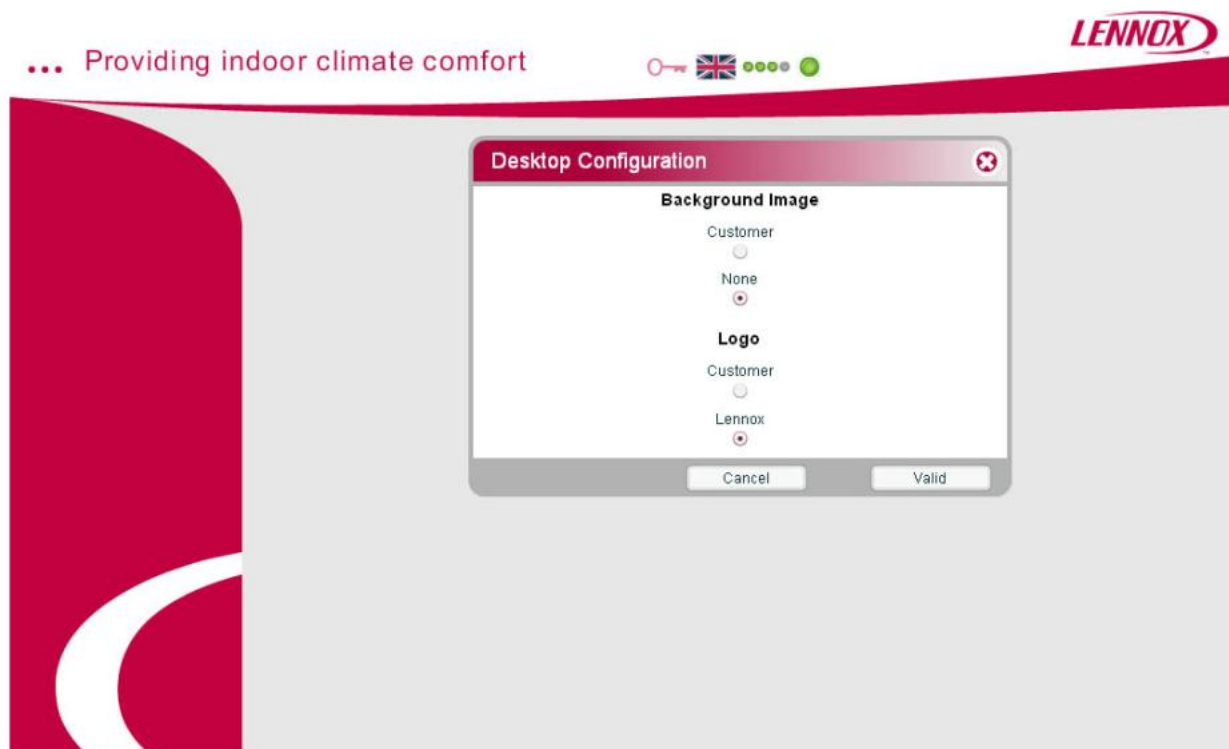 LENNOX
... Providing indoor climate comfort
Desktop Configuration
Background Image
Customer
None
Logo
Customer
Lennox
Cancel
Valid